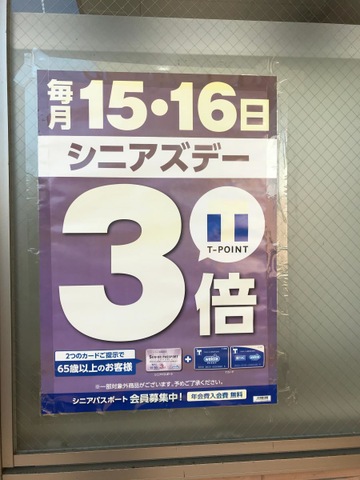 毎月15・16日
シニアズデー
3倍
T-POINT
2つのカードご提示で
65歳以上のお客様
+
※一部対象外商品がございます。予めご了承ください。
シニアパスポート 会員募集中! 年会費入会費 無料